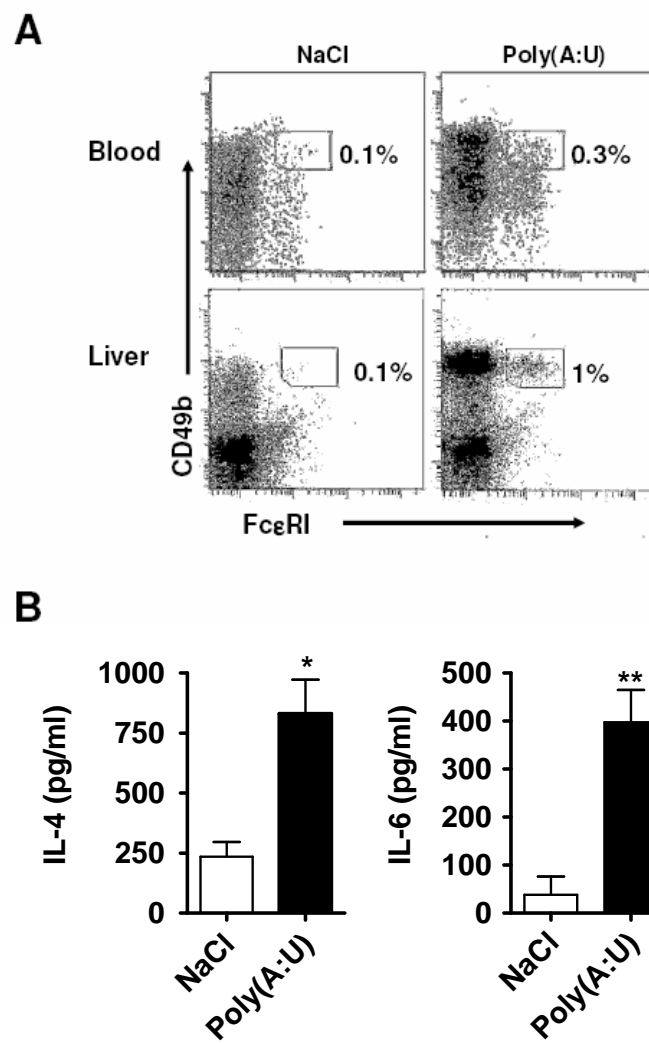 A
NaCl Poly(A:U)
Blood 0.1% 0.3%
Liver 0.1% 1%
CD49b
FcεRI
B
1000 * 500 **
750 400
500 300
250 200
0 100
0
IL-4 (pg/ml) IL-6 (pg/ml)
NaCl Poly(A:U) NaCl Poly(A:U)